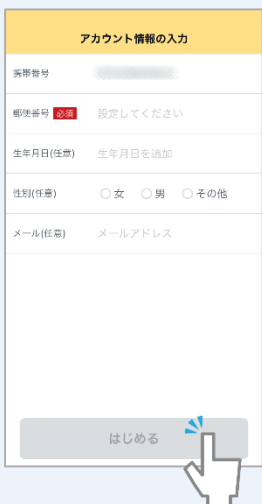 アカウント情報の入力
携帯番号
郵便番号 必須 設定してください
生年月日(任意) 生年月日を追加
性別(任意) 女 男 その他
メール(任意) メールアドレス
はじめる